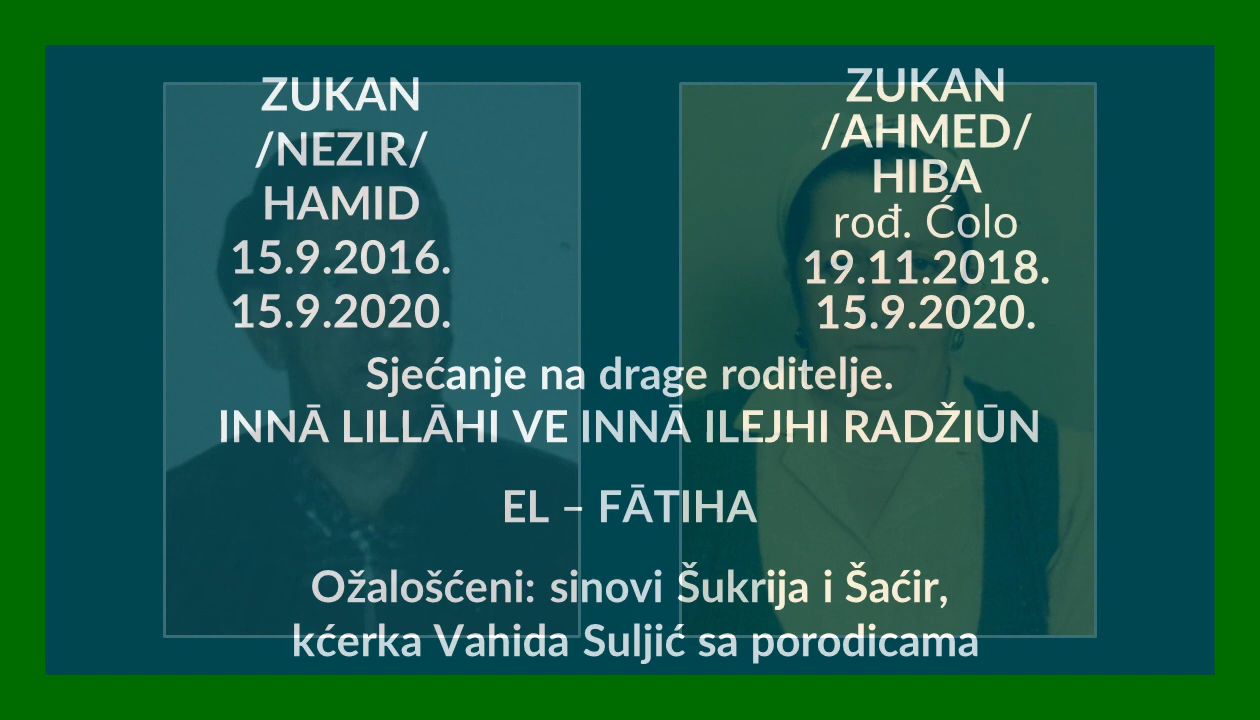 ZUKAN
/NEZIR/
HAMID
15.9.2016.
15.9.2020.
ZUKAN
/AHMED/
HIBA
rođ. Ćolo
19.11.2018.
15.9.2020.
Sjećanje na drage roditelje.
INNĀ LILLĀHI VE INNĀ ILEJHI RADŽIŪN
EL – FĀTIHA
Ožalošćeni: sinovi Šukrija i Šaćir,
kćerka Vahida Suljić sa porodicama